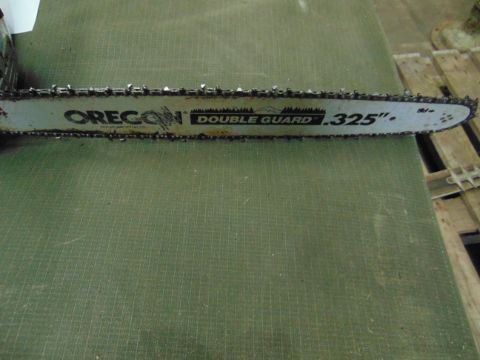 OREGON DOUBLE GUARD .325"